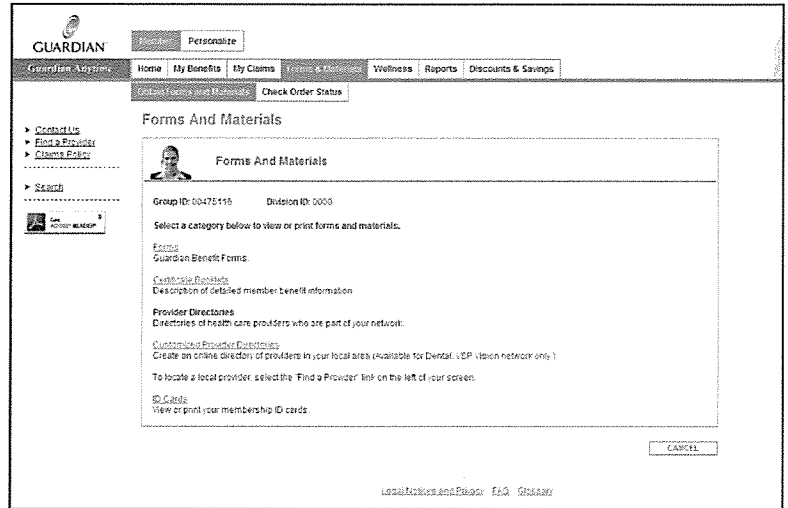 GUARDIAN
Personalize
Guardian Anytime
Home My Benefits My Claims Forms & Materials Wellness Reports Discounts & Savings
Check Order Status
Forms And Materials
Contact Us
Find a Provider
Claims Policy
Search
Forms And Materials
Group ID: 00475116 Division ID: 0000
Select a category below to view or print forms and materials.
Forms
Guardian Benefit Forms.
Certificate Booklets
Description of detailed member benefit information
Provider Directories
Directories of health care providers who are part of your network.
Customized Provider Directories
Create an online directory of providers in your local area (Available for Dental, VSP Vision network only.)
To locate a local provider, select the "Find a Provider" link on the left of your screen.
ID Cards
View or print your membership ID cards.
CANCEL
Legal Notices and Privacy FAQ Glossary